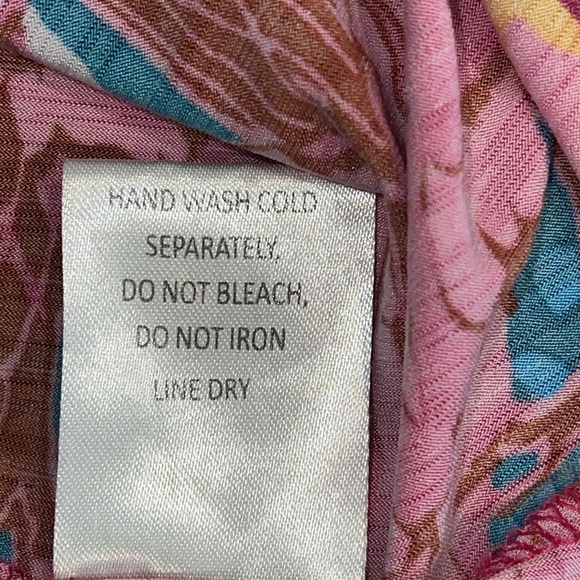 HAND WASH COLD
SEPARATELY.
DO NOT BLEACH,
DO NOT IRON
LINE DRY